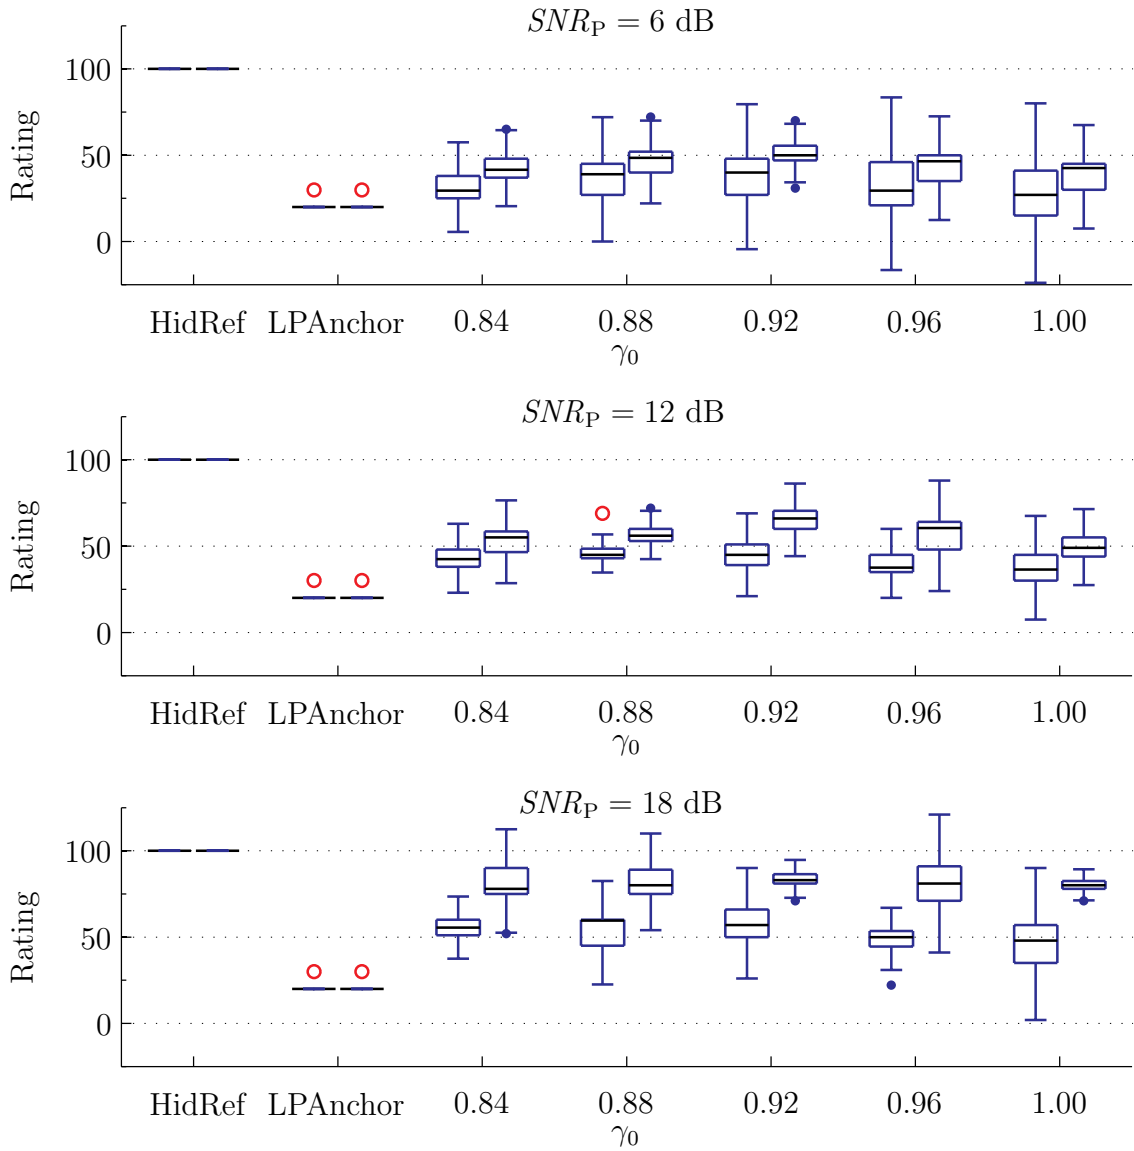 SNR_P = 6 dB
Rating
100
50
0
HidRef LPAnchor 0.84 0.88 0.92 0.96 1.00
γ₀
SNR_P = 12 dB
Rating
100
50
0
HidRef LPAnchor 0.84 0.88 0.92 0.96 1.00
γ₀
SNR_P = 18 dB
Rating
100
50
0
HidRef LPAnchor 0.84 0.88 0.92 0.96 1.00
γ₀